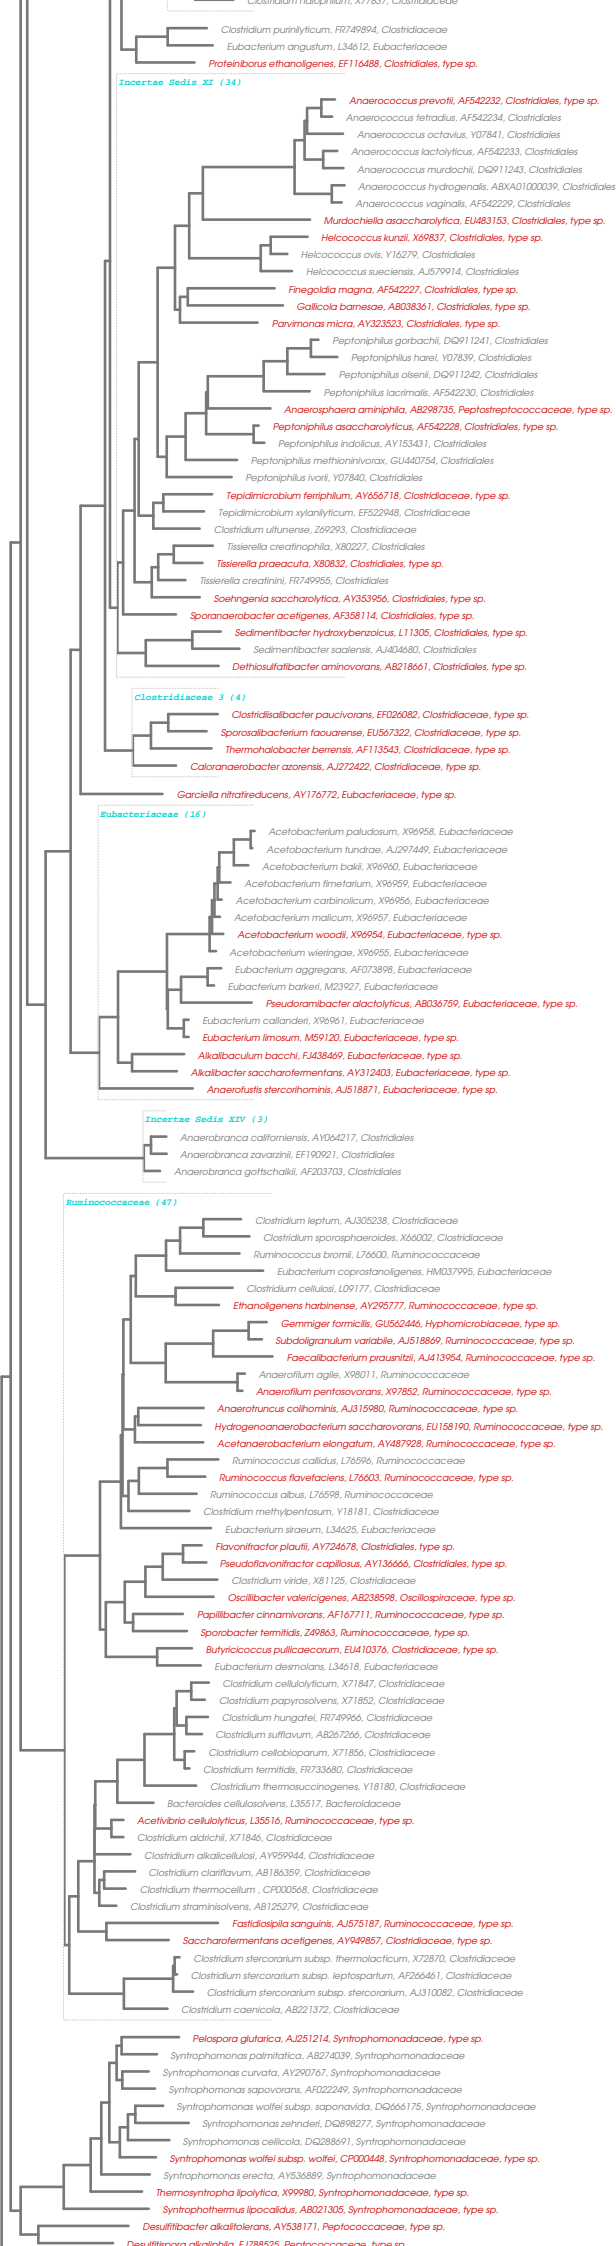 Clostridium halophilum, X77837, Clostridiaceae
Clostridium purinilyticum, FR749894, Clostridiaceae
Eubacterium angustum, L34612, Eubacteriaceae
Proteiniborus ethanoligenes, EF116488, Clostridiales, type sp.
Incertae Sedis XI (34)
Anaerococcus prevotii, AF542232, Clostridiales, type sp.
Anaerococcus tetradius, AF542234, Clostridiales
Anaerococcus octavius, Y07841, Clostridiales
Anaerococcus lactolyticus, AF542233, Clostridiales
Anaerococcus murdochii, DQ911243, Clostridiales
Anaerococcus hydrogenalis, ABXA01000039, Clostridiales
Anaerococcus vaginalis, AF542229, Clostridiales
Murdochiella asaccharolytica, EU483153, Clostridiales, type sp.
Helcococcus kunzii, X69837, Clostridiales, type sp.
Helcococcus ovis, Y16279, Clostridiales
Helcococcus sueciensis, AJ579914, Clostridiales
Finegoldia magna, AF542227, Clostridiales, type sp.
Gallicola barnesae, AB038361, Clostridiales, type sp.
Parvimonas micra, AY323523, Clostridiales, type sp.
Peptoniphilus gorbachii, DQ911241, Clostridiales
Peptoniphilus harei, Y07839, Clostridiales
Peptoniphilus olsenii, DQ911242, Clostridiales
Peptoniphilus lacrimalis, AF542230, Clostridiales
Anaerosphaera aminiphila, AB298735, Peptostreptococcaceae, type sp.
Peptoniphilus asaccharolyticus, AF542228, Clostridiales, type sp.
Peptoniphilus indolicus, AY153431, Clostridiales
Peptoniphilus methioninivorax, GU440754, Clostridiales
Peptoniphilus ivorii, Y07840, Clostridiales
Tepidimicrobium ferriphilum, AY656718, Clostridiaceae, type sp.
Tepidimicrobium xylanilyticum, EF522948, Clostridiaceae
Clostridium ultunense, Z69293, Clostridiaceae
Tissierella creatinophila, X80227, Clostridiales
Tissierella praeacuta, X80832, Clostridiales, type sp.
Tissierella creatinini, FR749955, Clostridiales
Soehngenia saccharolytica, AY353956, Clostridiales, type sp.
Sporanaerobacter acetigenes, AF358114, Clostridiales, type sp.
Sedimentibacter hydroxybenzoicus, L11305, Clostridiales, type sp.
Sedimentibacter saalensis, AJ404680, Clostridiales
Dethiosulfatibacter aminovorans, AB218661, Clostridiales, type sp.
Clostridiaceae 3 (4)
Clostridiisalibacter paucivorans, EF026082, Clostridiaceae, type sp.
Sporosalibacterium faouarense, EU567322, Clostridiaceae, type sp.
Thermohalobacter berrensis, AF113543, Clostridiaceae, type sp.
Caloranaerobacter azorensis, AJ272422, Clostridiaceae, type sp.
Garciella nitratireducens, AY176772, Eubacteriaceae, type sp.
Eubacteriaceae (16)
Acetobacterium paludosum, X96958, Eubacteriaceae
Acetobacterium tundrae, AJ297449, Eubacteriaceae
Acetobacterium bakii, X96960, Eubacteriaceae
Acetobacterium fimetarium, X96959, Eubacteriaceae
Acetobacterium carbinolicum, X96956, Eubacteriaceae
Acetobacterium malicum, X96957, Eubacteriaceae
Acetobacterium woodii, X96954, Eubacteriaceae, type sp.
Acetobacterium wieringae, X96955, Eubacteriaceae
Eubacterium aggregans, AF073898, Eubacteriaceae
Eubacterium barkeri, M23927, Eubacteriaceae
Pseudoramibacter alactolyticus, AB036759, Eubacteriaceae, type sp.
Eubacterium callanderi, X96961, Eubacteriaceae
Eubacterium limosum, M59120, Eubacteriaceae, type sp.
Alkalibaculum bacchi, FJ438469, Eubacteriaceae, type sp.
Alkalibacter saccharofermentans, AY312403, Eubacteriaceae, type sp.
Anaerofustis stercorihominis, AJ518871, Eubacteriaceae, type sp.
Incertae Sedis XIV (3)
Anaerobranca californiensis, AY064217, Clostridiales
Anaerobranca zavarzinii, EF190921, Clostridiales
Anaerobranca gottschalkii, AF203703, Clostridiales
Ruminococcaceae (47)
Clostridium leptum, AJ305238, Clostridiaceae
Clostridium sporosphaeroides, X66002, Clostridiaceae
Ruminococcus bromii, L76600, Ruminococcaceae
Eubacterium coprostanoligenes, HM037995, Eubacteriaceae
Clostridium cellulosi, L09177, Clostridiaceae
Ethanoligenens harbinense, AY295777, Ruminococcaceae, type sp.
Gemmiger formicilis, GU562446, Hyphomicrobiaceae, type sp.
Subdoligranulum variabile, AJ518869, Ruminococcaceae, type sp.
Faecalibacterium prausnitzii, AJ413954, Ruminococcaceae, type sp.
Anaerofilum agile, X98011, Ruminococcaceae
Anaerofilum pentosovorans, X97852, Ruminococcaceae, type sp.
Anaerotruncus colihominis, AJ315980, Ruminococcaceae, type sp.
Hydrogenoanaerobacterium saccharovorans, EU158190, Ruminococcaceae, type sp.
Acetanaerobacterium elongatum, AY487928, Ruminococcaceae, type sp.
Ruminococcus callidus, L76596, Ruminococcaceae
Ruminococcus flavefaciens, L76603, Ruminococcaceae, type sp.
Ruminococcus albus, L76598, Ruminococcaceae
Clostridium methylpentosum, Y18181, Clostridiaceae
Eubacterium siraeum, L34625, Eubacteriaceae
Flavonifractor plautii, AY724678, Clostridiales, type sp.
Pseudoflavonifractor capillosus, AY136666, Clostridiales, type sp.
Clostridium viride, X81125, Clostridiaceae
Oscillibacter valericigenes, AB238598, Oscillospiraceae, type sp.
Papillibacter cinnamivorans, AF167711, Ruminococcaceae, type sp.
Sporobacter termitidis, Z49863, Ruminococcaceae, type sp.
Butyricicoccus pullicaecorum, EU410376, Clostridiaceae, type sp.
Eubacterium desmolans, L34618, Eubacteriaceae
Clostridium cellulolyticum, X71847, Clostridiaceae
Clostridium papyrosolvens, X71852, Clostridiaceae
Clostridium hungatei, FR749966, Clostridiaceae
Clostridium sufflavum, AB267266, Clostridiaceae
Clostridium cellobioparum, X71856, Clostridiaceae
Clostridium termitidis, FR733680, Clostridiaceae
Clostridium thermosuccinogenes, Y18180, Clostridiaceae
Bacteroides cellulosolvens, L35517, Bacteroidaceae
Acetivibrio cellulolyticus, L35516, Ruminococcaceae, type sp.
Clostridium aldrichii, X71846, Clostridiaceae
Clostridium alkalicellulosi, AY959944, Clostridiaceae
Clostridium clariflavum, AB186359, Clostridiaceae
Clostridium thermocellum , CP000568, Clostridiaceae
Clostridium straminisolvens, AB125279, Clostridiaceae
Fastidiosipila sanguinis, AJ575187, Ruminococcaceae, type sp.
Saccharofermentans acetigenes, AY949857, Clostridiaceae, type sp.
Clostridium stercorarium subsp. thermolacticum, X72870, Clostridiaceae
Clostridium stercorarium subsp. leptospartum, AF266461, Clostridiaceae
Clostridium stercorarium subsp. stercorarium, AJ310082, Clostridiaceae
Clostridium caenicola, AB221372, Clostridiaceae
Pelospora glutarica, AJ251214, Syntrophomonadaceae, type sp.
Syntrophomonas palmitatica, AB274039, Syntrophomonadaceae
Syntrophomonas curvata, AY290767, Syntrophomonadaceae
Syntrophomonas sapovorans, AF022249, Syntrophomonadaceae
Syntrophomonas wolfei subsp. saponavida, DQ666175, Syntrophomonadaceae
Syntrophomonas zehnderi, DQ898277, Syntrophomonadaceae
Syntrophomonas cellicola, DQ288691, Syntrophomonadaceae
Syntrophomonas wolfei subsp. wolfei, CP000448, Syntrophomonadaceae, type sp.
Syntrophomonas erecta, AY536889, Syntrophomonadaceae
Thermosyntropha lipolytica, X99980, Syntrophomonadaceae, type sp.
Syntrophothermus lipocalidus, AB021305, Syntrophomonadaceae, type sp.
Desulfitibacter alkalitolerans, AY538171, Peptococcaceae, type sp.
Desulfitispora alkaliphila, FJ788525, Peptococcaceae, type sp.